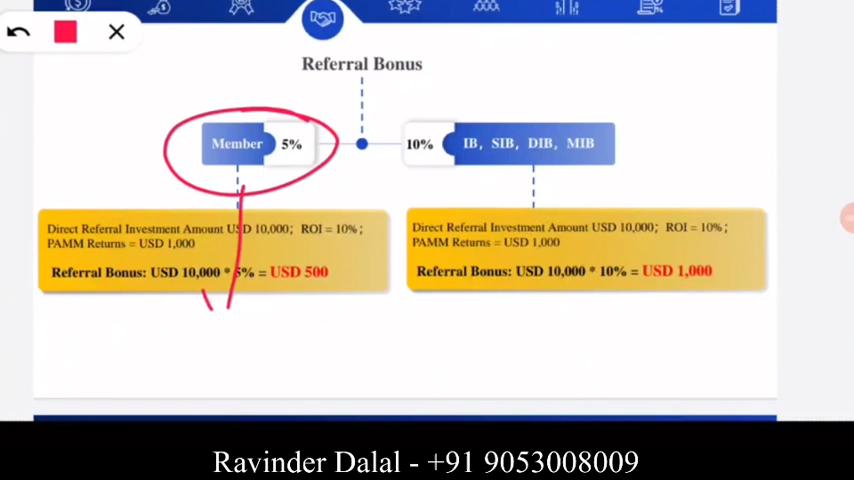 Referral Bonus
Member 5% 10% IB, SIB, DIB, MIB
Direct Referral Investment Amount USD 10,000; ROI = 10%;
PAMM Returns = USD 1,000
Referral Bonus: USD 10,000 * 5% = USD 500
Direct Referral Investment Amount USD 10,000; ROI = 10%;
PAMM Returns = USD 1,000
Referral Bonus: USD 10,000 * 10% = USD 1,000
Ravinder Dalal - +91 9053008009